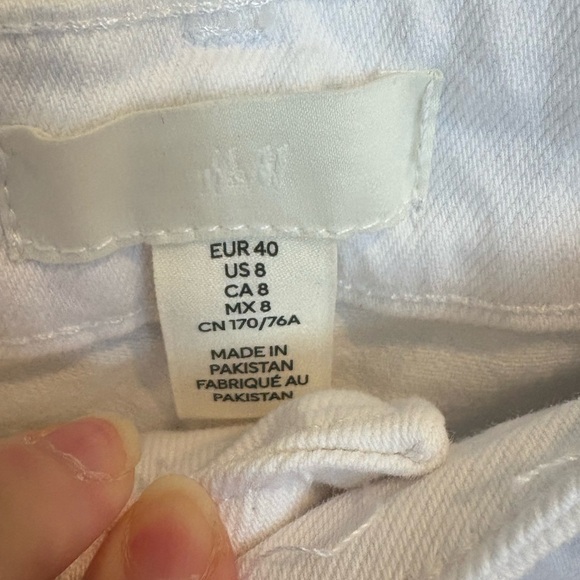 EUR 40
US 8
CA 8
MX 8
CN 170/76A
MADE IN
PAKISTAN
FABRIQUÉ AU
PAKISTAN